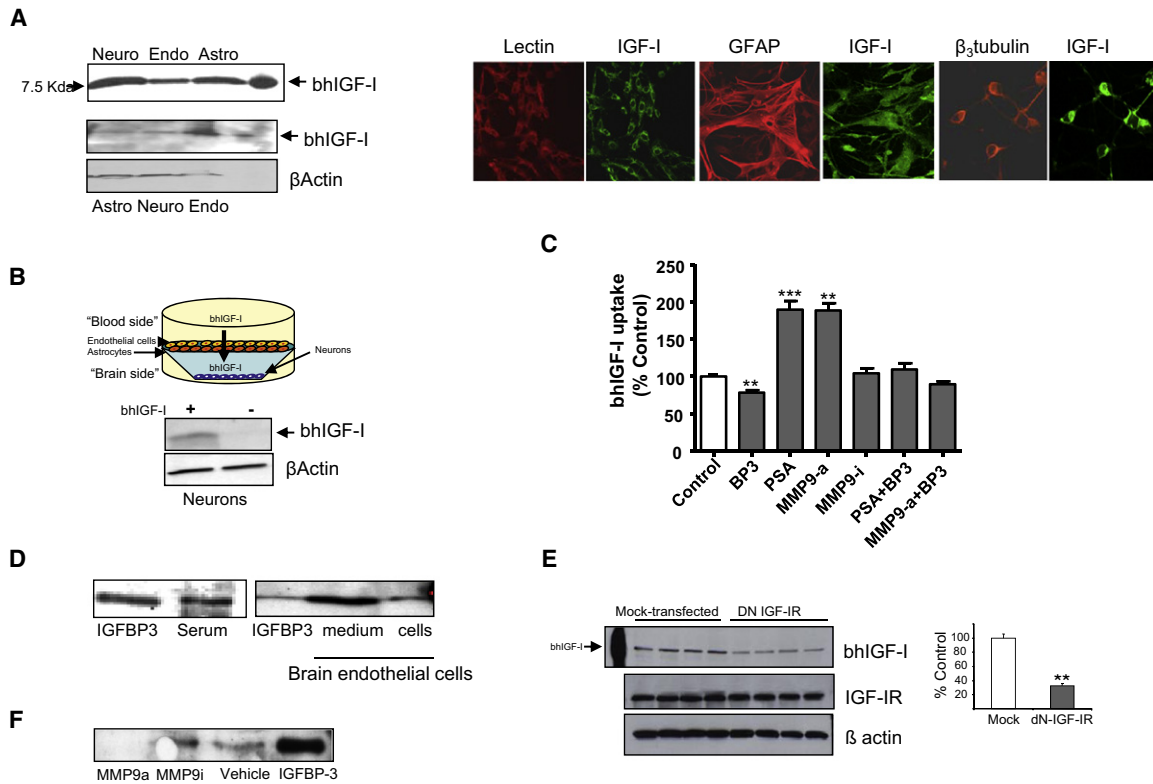 A
Neuro Endo Astro
7.5 Kda
bhIGF-I
bhIGF-I
βActin
Astro Neuro Endo
Lectin IGF-I GFAP IGF-I β3tubulin IGF-I
B
"Blood side"
bhIGF-I
Endothelial cells
Astrocytes
bhIGF-I
Neurons
"Brain side"
bhIGF-I + -
bhIGF-I
βActin
Neurons
C
bhIGF-I uptake
(% Control)
250
200
150
100
50
0
** *** **
Control BP3 PSA MMP9-a MMP9-i PSA+BP3 MMP9-a+BP3
D
IGFBP3 Serum
IGFBP3 medium cells
Brain endothelial cells
E
Mock-transfected DN IGF-IR
bhIGF-I
bhIGF-I
IGF-IR
ß actin
% Control
100
80
60
40
20
**
Mock dN-IGF-IR
F
MMP9a MMP9i Vehicle IGFBP-3